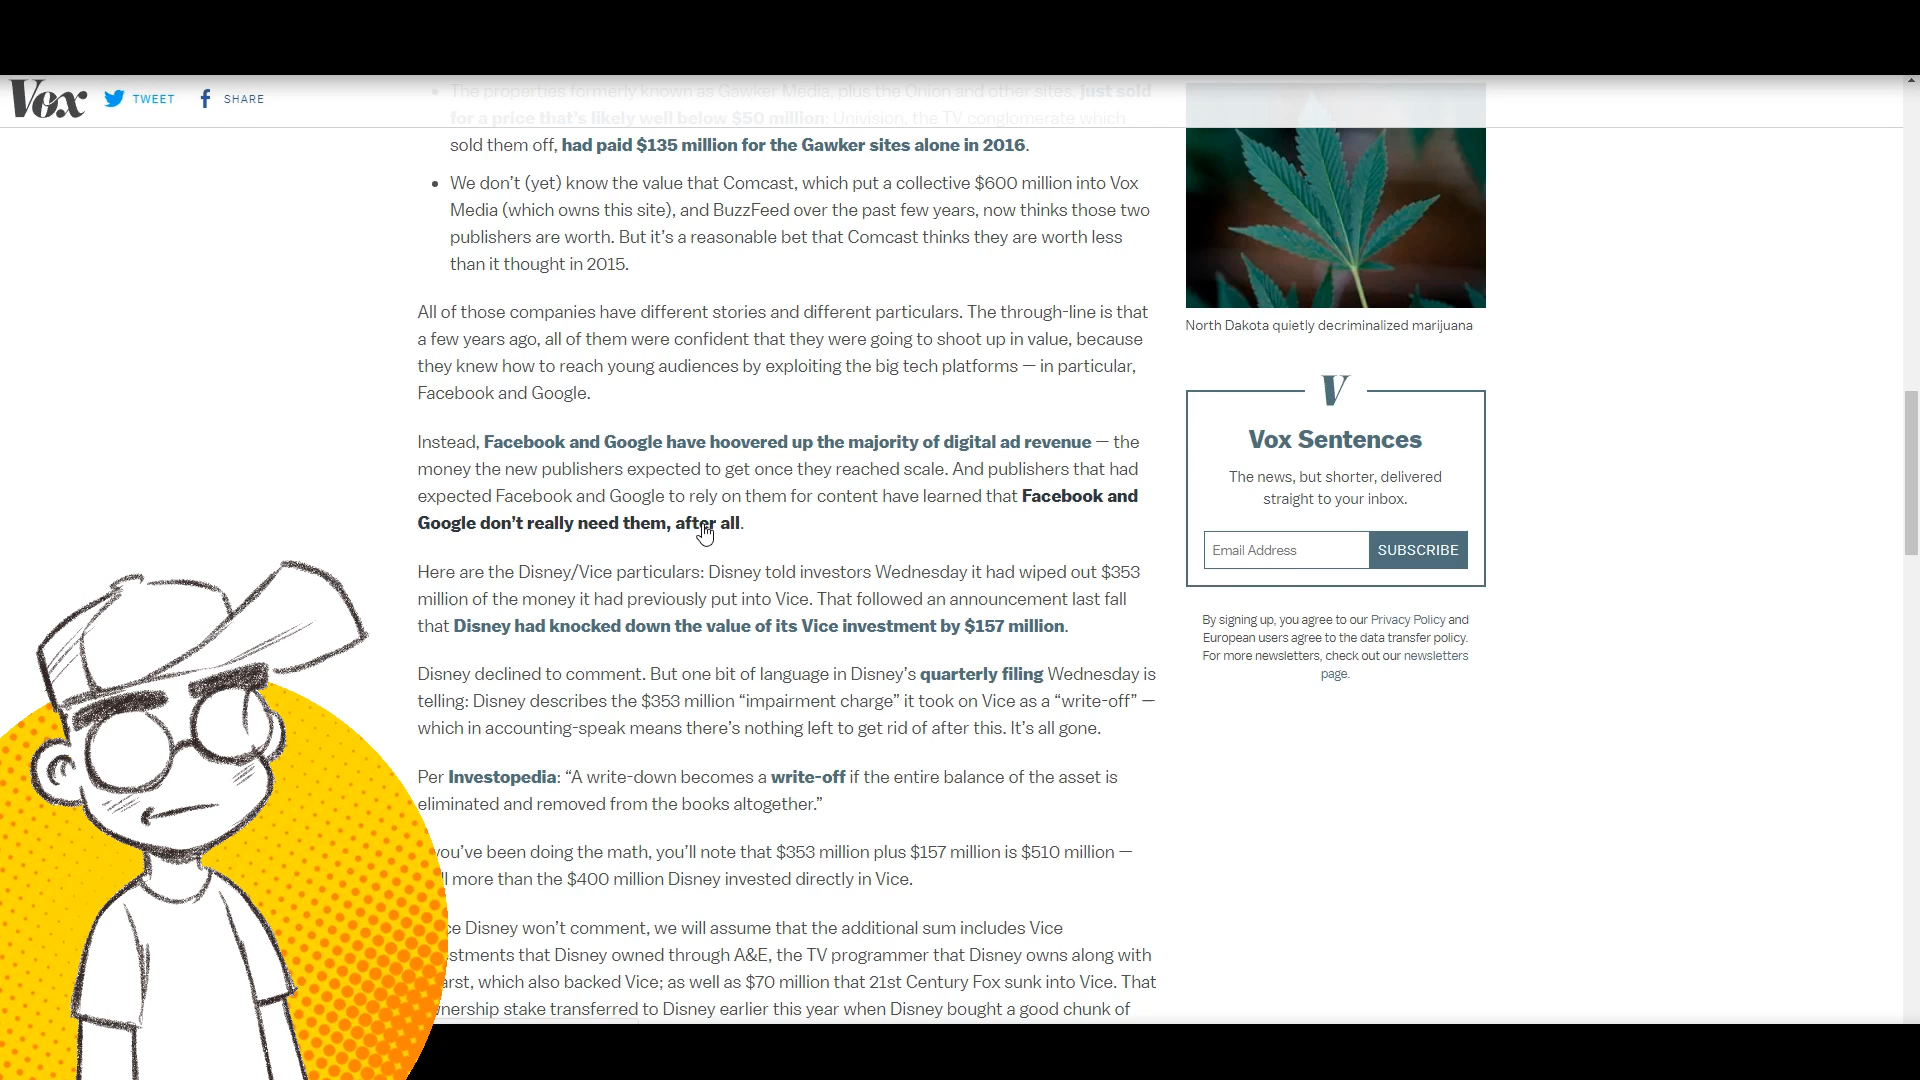 Vox TWEET SHARE
The properties formerly known as Gawker Media, plus the Onion and other sites, just sold
for a price that's likely well below $50 million; Univision, the TV conglomerate which
sold them off, had paid $135 million for the Gawker sites alone in 2016.
• We don't (yet) know the value that Comcast, which put a collective $600 million into Vox
Media (which owns this site), and BuzzFeed over the past few years, now thinks those two
publishers are worth. But it's a reasonable bet that Comcast thinks they are worth less
than it thought in 2015.
All of those companies have different stories and different particulars. The through-line is that
a few years ago, all of them were confident that they were going to shoot up in value, because
they knew how to reach young audiences by exploiting the big tech platforms — in particular,
Facebook and Google.
Instead, Facebook and Google have hoovered up the majority of digital ad revenue — the
money the new publishers expected to get once they reached scale. And publishers that had
expected Facebook and Google to rely on them for content have learned that Facebook and
Google don't really need them, after all.
Here are the Disney/Vice particulars: Disney told investors Wednesday it had wiped out $353
million of the money it had previously put into Vice. That followed an announcement last fall
that Disney had knocked down the value of its Vice investment by $157 million.
Disney declined to comment. But one bit of language in Disney's quarterly filing Wednesday is
telling: Disney describes the $353 million “impairment charge” it took on Vice as a “write-off” —
which in accounting-speak means there's nothing left to get rid of after this. It's all gone.
Per Investopedia: “A write-down becomes a write-off if the entire balance of the asset is
eliminated and removed from the books altogether.”
you've been doing the math, you'll note that $353 million plus $157 million is $510 million —
more than the $400 million Disney invested directly in Vice.
Disney won't comment, we will assume that the additional sum includes Vice
stments that Disney owned through A&E, the TV programmer that Disney owns along with
arst, which also backed Vice; as well as $70 million that 21st Century Fox sunk into Vice. That
nership stake transferred to Disney earlier this year when Disney bought a good chunk of
North Dakota quietly decriminalized marijuana
V
Vox Sentences
The news, but shorter, delivered
straight to your inbox.
Email Address SUBSCRIBE
By signing up, you agree to our Privacy Policy and
European users agree to the data transfer policy.
For more newsletters, check out our newsletters
page.